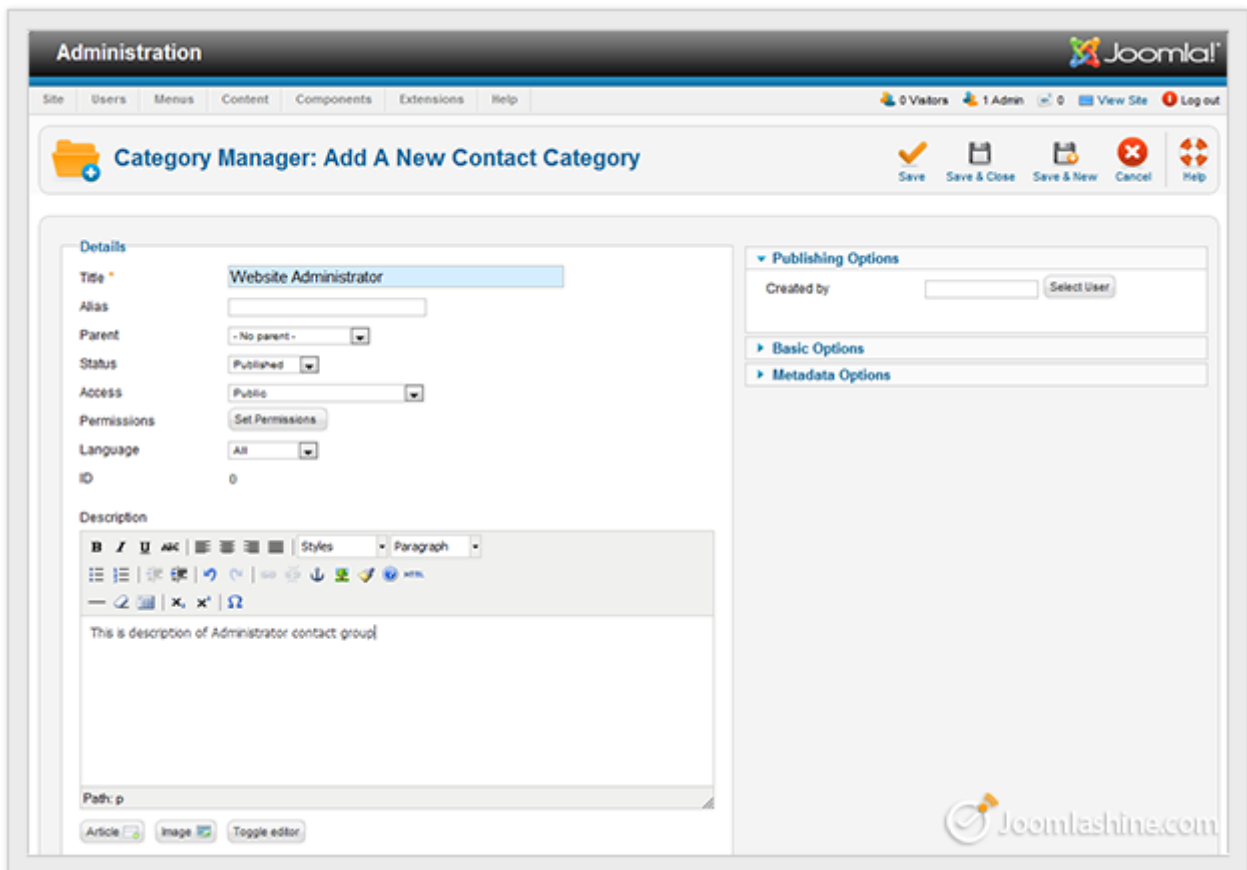 Administration
Joomla!
Site Users Menus Content Components Extensions Help
0 Visitors 1 Admin 0 View Site Log out
Category Manager: Add A New Contact Category
Save Save & Close Save & New Cancel Help
Details
Title * Website Administrator
Alias
Parent - No parent -
Status Published
Access Public
Permissions Set Permissions
Language All
ID 0
Description
B I U ABC Styles Paragraph
HTML
x, x' Ω
This is description of Administrator contact group
Path: p
Article Image Toggle editor
Publishing Options
Created by Select User
Basic Options
Metadata Options
Joomlashine.com